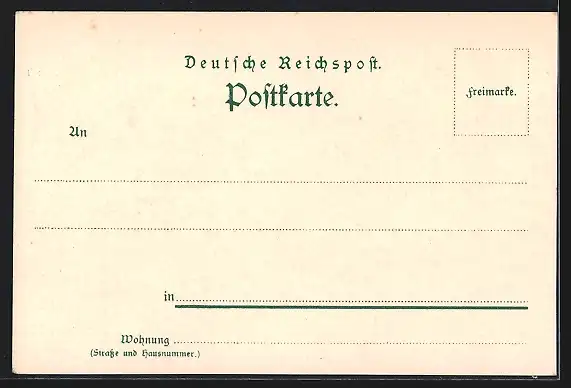 Deutsche Reichspost.
Postkarte.
Freimarke.
An
in
Wohnung
(Straße und Hausnummer.)